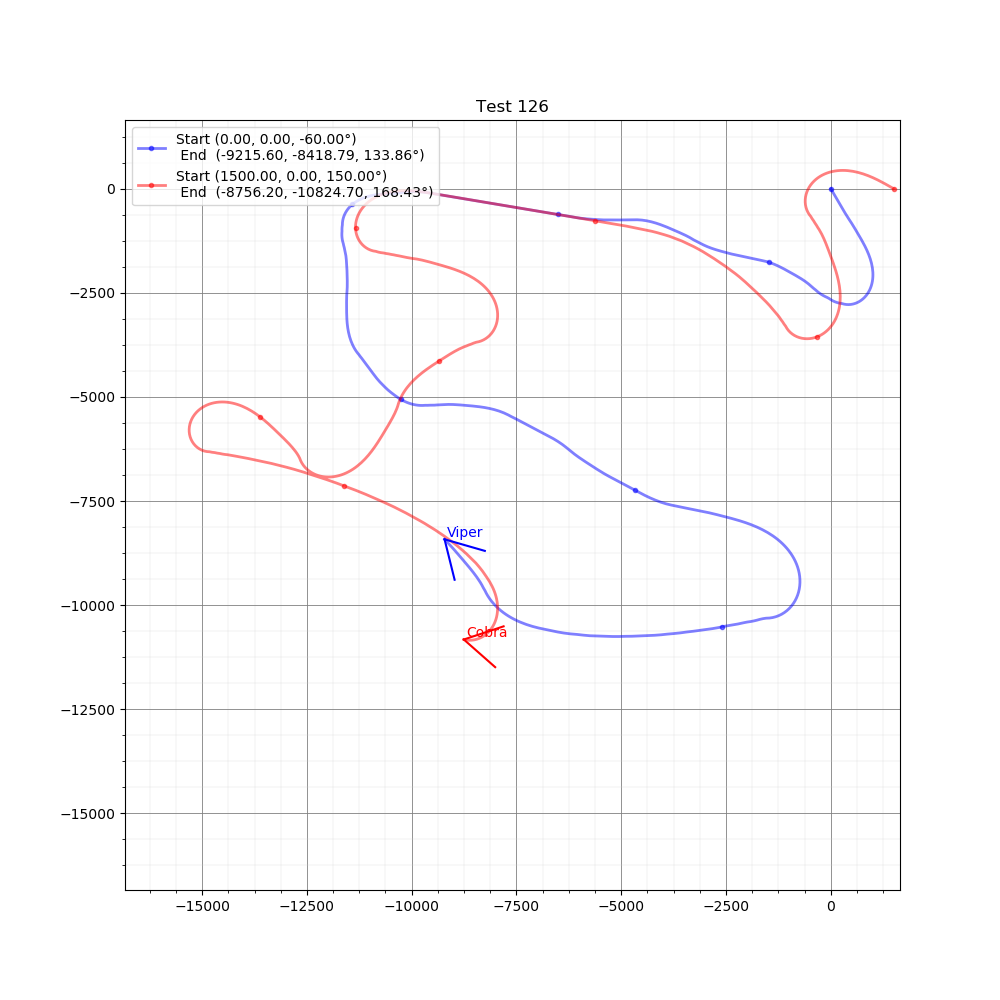 Test 126
Start (0.00, 0.00, -60.00°)
End (-9215.60, -8418.79, 133.86°)
Start (1500.00, 0.00, 150.00°)
End (-8756.20, -10824.70, 168.43°)
0
−2500
−5000
−7500
−10000
−12500
−15000
Viper
Cobra
−15000
−12500
−10000
−7500
−5000
−2500
0